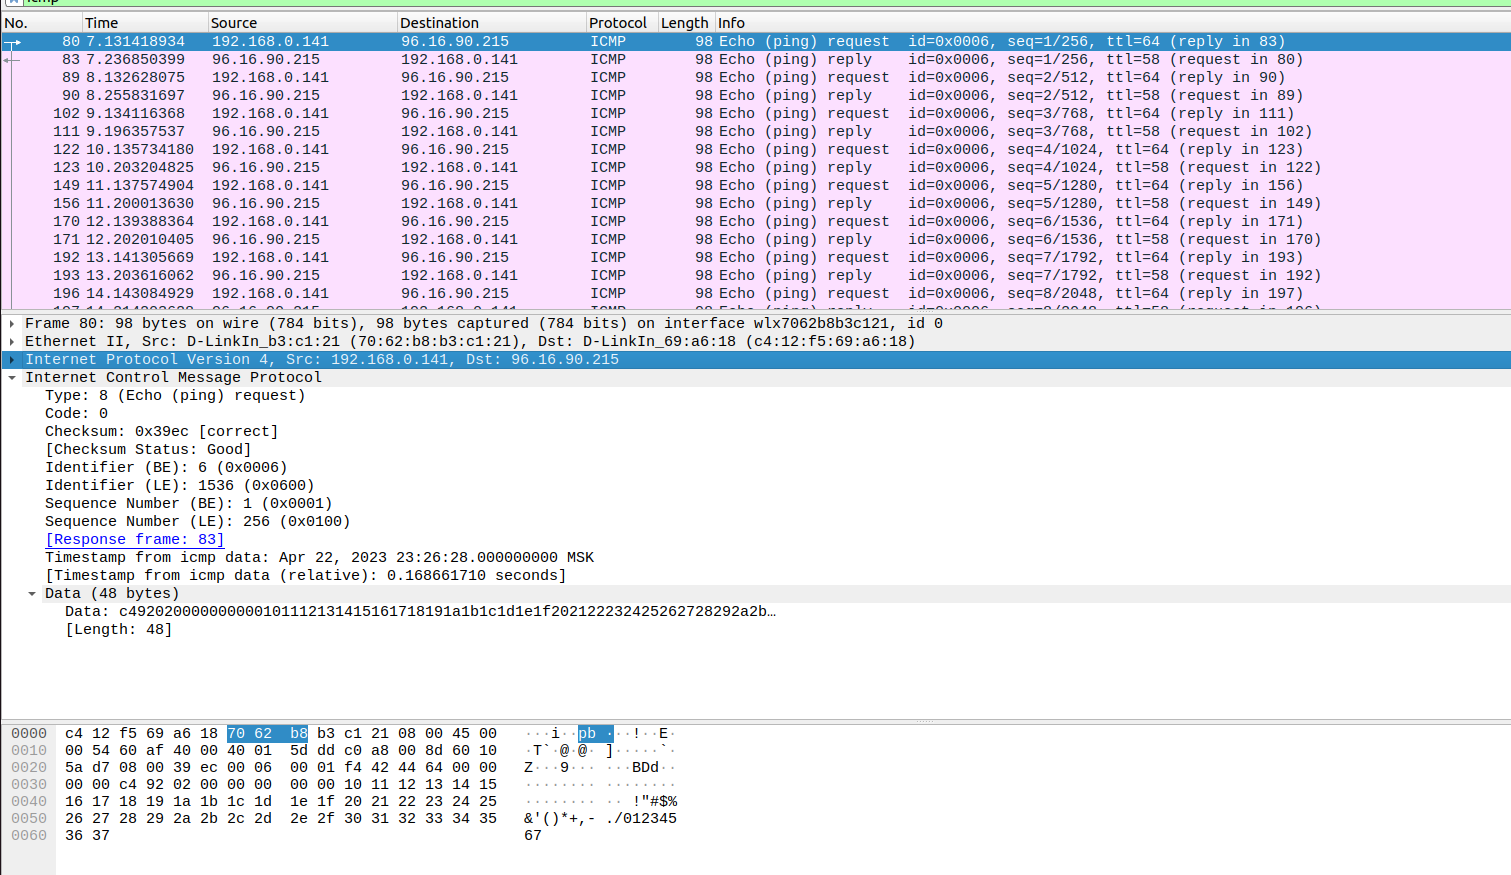 No. Time Source Destination Protocol Length Info
80 7.131418934 192.168.0.141 96.16.90.215 ICMP 98 Echo (ping) request id=0x0006, seq=1/256, ttl=64 (reply in 83)
83 7.236850399 96.16.90.215 192.168.0.141 ICMP 98 Echo (ping) reply id=0x0006, seq=1/256, ttl=58 (request in 80)
89 8.132628075 192.168.0.141 96.16.90.215 ICMP 98 Echo (ping) request id=0x0006, seq=2/512, ttl=64 (reply in 90)
90 8.255831697 96.16.90.215 192.168.0.141 ICMP 98 Echo (ping) reply id=0x0006, seq=2/512, ttl=58 (request in 89)
102 9.134116368 192.168.0.141 96.16.90.215 ICMP 98 Echo (ping) request id=0x0006, seq=3/768, ttl=64 (reply in 111)
111 9.196357537 96.16.90.215 192.168.0.141 ICMP 98 Echo (ping) reply id=0x0006, seq=3/768, ttl=58 (request in 102)
122 10.135734180 192.168.0.141 96.16.90.215 ICMP 98 Echo (ping) request id=0x0006, seq=4/1024, ttl=64 (reply in 123)
123 10.203204825 96.16.90.215 192.168.0.141 ICMP 98 Echo (ping) reply id=0x0006, seq=4/1024, ttl=58 (request in 122)
149 11.137574904 192.168.0.141 96.16.90.215 ICMP 98 Echo (ping) request id=0x0006, seq=5/1280, ttl=64 (reply in 156)
156 11.200013630 96.16.90.215 192.168.0.141 ICMP 98 Echo (ping) reply id=0x0006, seq=5/1280, ttl=58 (request in 149)
170 12.139388364 192.168.0.141 96.16.90.215 ICMP 98 Echo (ping) request id=0x0006, seq=6/1536, ttl=64 (reply in 171)
171 12.202010405 96.16.90.215 192.168.0.141 ICMP 98 Echo (ping) reply id=0x0006, seq=6/1536, ttl=58 (request in 170)
192 13.141305669 192.168.0.141 96.16.90.215 ICMP 98 Echo (ping) request id=0x0006, seq=7/1792, ttl=64 (reply in 193)
193 13.203616062 96.16.90.215 192.168.0.141 ICMP 98 Echo (ping) reply id=0x0006, seq=7/1792, ttl=58 (request in 192)
196 14.143084929 192.168.0.141 96.16.90.215 ICMP 98 Echo (ping) request id=0x0006, seq=8/2048, ttl=64 (reply in 197)
Frame 80: 98 bytes on wire (784 bits), 98 bytes captured (784 bits) on interface wlx7062b8b3c121, id 0
Ethernet II, Src: D-LinkIn_b3:c1:21 (70:62:b8:b3:c1:21), Dst: D-LinkIn_69:a6:18 (c4:12:f5:69:a6:18)
Internet Protocol Version 4, Src: 192.168.0.141, Dst: 96.16.90.215
Internet Control Message Protocol
Type: 8 (Echo (ping) request)
Code: 0
Checksum: 0x39ec [correct]
[Checksum Status: Good]
Identifier (BE): 6 (0x0006)
Identifier (LE): 1536 (0x0600)
Sequence Number (BE): 1 (0x0001)
Sequence Number (LE): 256 (0x0100)
[Response frame: 83]
Timestamp from icmp data: Apr 22, 2023 23:26:28.000000000 MSK
[Timestamp from icmp data (relative): 0.168661710 seconds]
Data (48 bytes)
Data: c492020000000000101112131415161718191a1b1c1d1e1f202122232425262728292a2b…
[Length: 48]
0000 c4 12 f5 69 a6 18 70 62 b8 b3 c1 21 08 00 45 00 ···i··pb ···!··E·
0010 00 54 60 af 40 00 40 01 5d dd c0 a8 00 8d 60 10 ·T`·@·@· ]·····`·
0020 5a d7 08 00 39 ec 00 06 00 01 f4 42 44 64 00 00 Z···9··· ···BDd··
0030 00 00 c4 92 02 00 00 00 00 00 10 11 12 13 14 15 ········ ········
0040 16 17 18 19 1a 1b 1c 1d 1e 1f 20 21 22 23 24 25 ········ ·· !"#$%
0050 26 27 28 29 2a 2b 2c 2d 2e 2f 30 31 32 33 34 35 &'()*+,- ./012345
0060 36 37 67